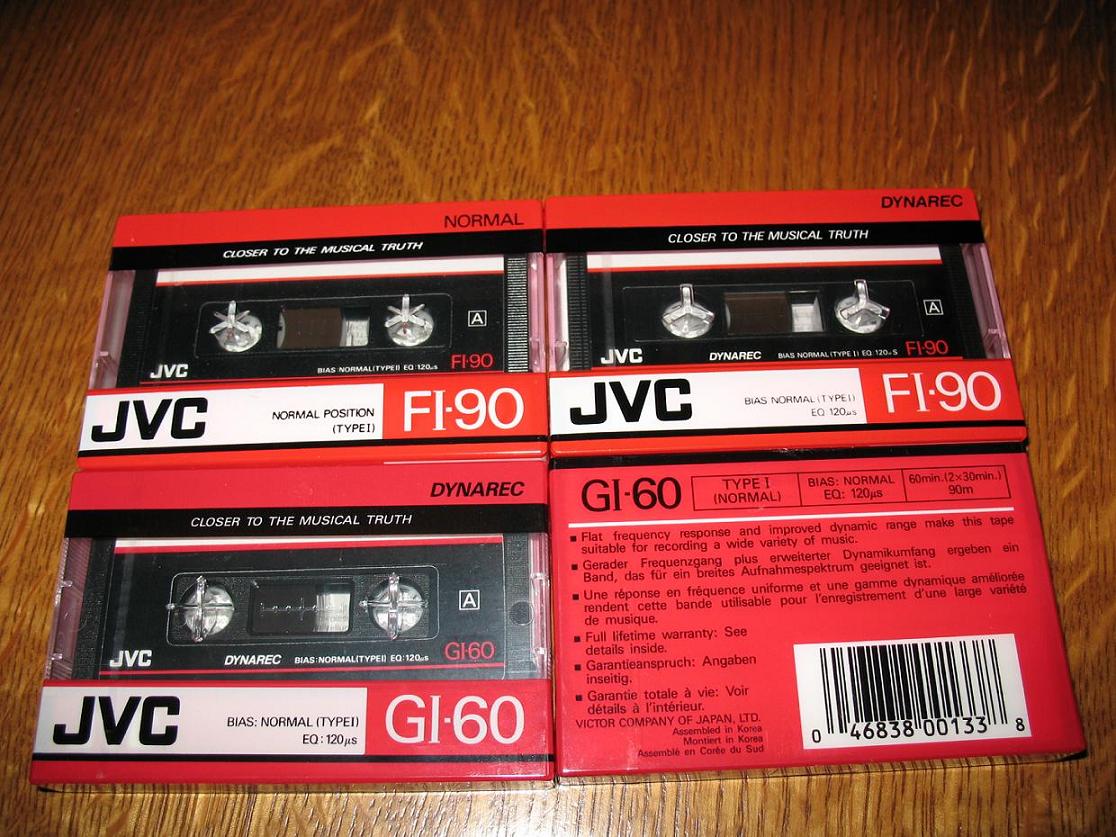 NORMAL
CLOSER TO THE MUSICAL TRUTH
A
JVC
BIAS NORMAL(TYPE I) EQ:120µs
FI-90
JVC
NORMAL POSITION
(TYPE I)
FI-90
DYNAREC
CLOSER TO THE MUSICAL TRUTH
A
JVC
DYNAREC
BIAS NORMAL(TYPE I) EQ:120µs
FI-90
JVC
BIAS NORMAL(TYPE I)
EQ 120µs
FI-90
DYNAREC
CLOSER TO THE MUSICAL TRUTH
A
JVC
DYNAREC
BIAS:NORMAL(TYPE I) EQ:120µs
GI-60
JVC
BIAS: NORMAL (TYPE I)
EQ: 120µs
GI-60
GI-60
TYPE I
(NORMAL)
BIAS: NORMAL
EQ: 120µs
60min.(2×30min.)
90m
▪ Flat frequency response and improved dynamic range make this tape
suitable for recording a wide variety of music.
▪ Gerader Frequenzgang plus erweiterter Dynamikumfang ergeben ein
Band, das für ein breites Aufnahmespektrum geeignet ist.
▪ Une réponse en fréquence uniforme et une gamme dynamique améliorée
rendent cette bande utilisable pour l'enregistrement d'une large variété
de musique.
▪ Full lifetime warranty: See
details inside.
▪ Garantieanspruch: Angaben
inseitig.
▪ Garantie totale à vie: Voir
détails à l'intérieur.
VICTOR COMPANY OF JAPAN, LTD.
Assembled in Korea
Montiert in Korea
Assemblé en Corée du Sud
0 46838 00133 8